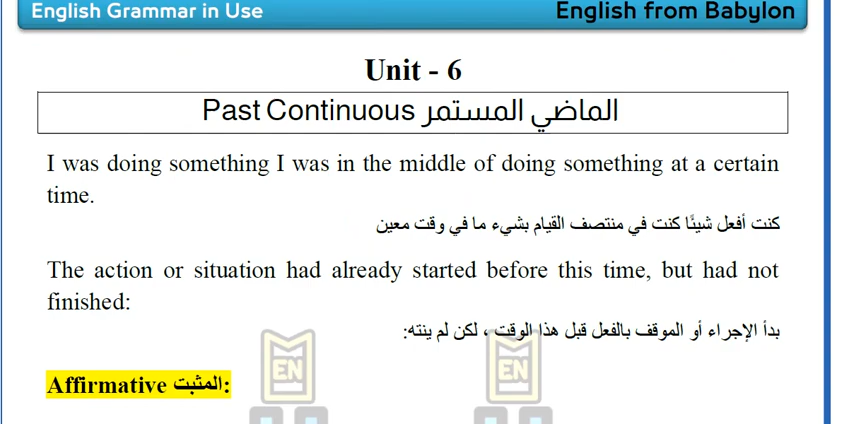 English Grammar in Use
English from Babylon
Unit - 6
Past Continuous الماضي المستمر
I was doing something I was in the middle of doing something at a certain
time.
كنت أفعل شيئًا كنت في منتصف القيام بشيء ما في وقت معين
The action or situation had already started before this time, but had not
finished:
بدأ الإجراء أو الموقف بالفعل قبل هذا الوقت ، لكن لم ينته:
EN
EN
Affirmative المثبت: